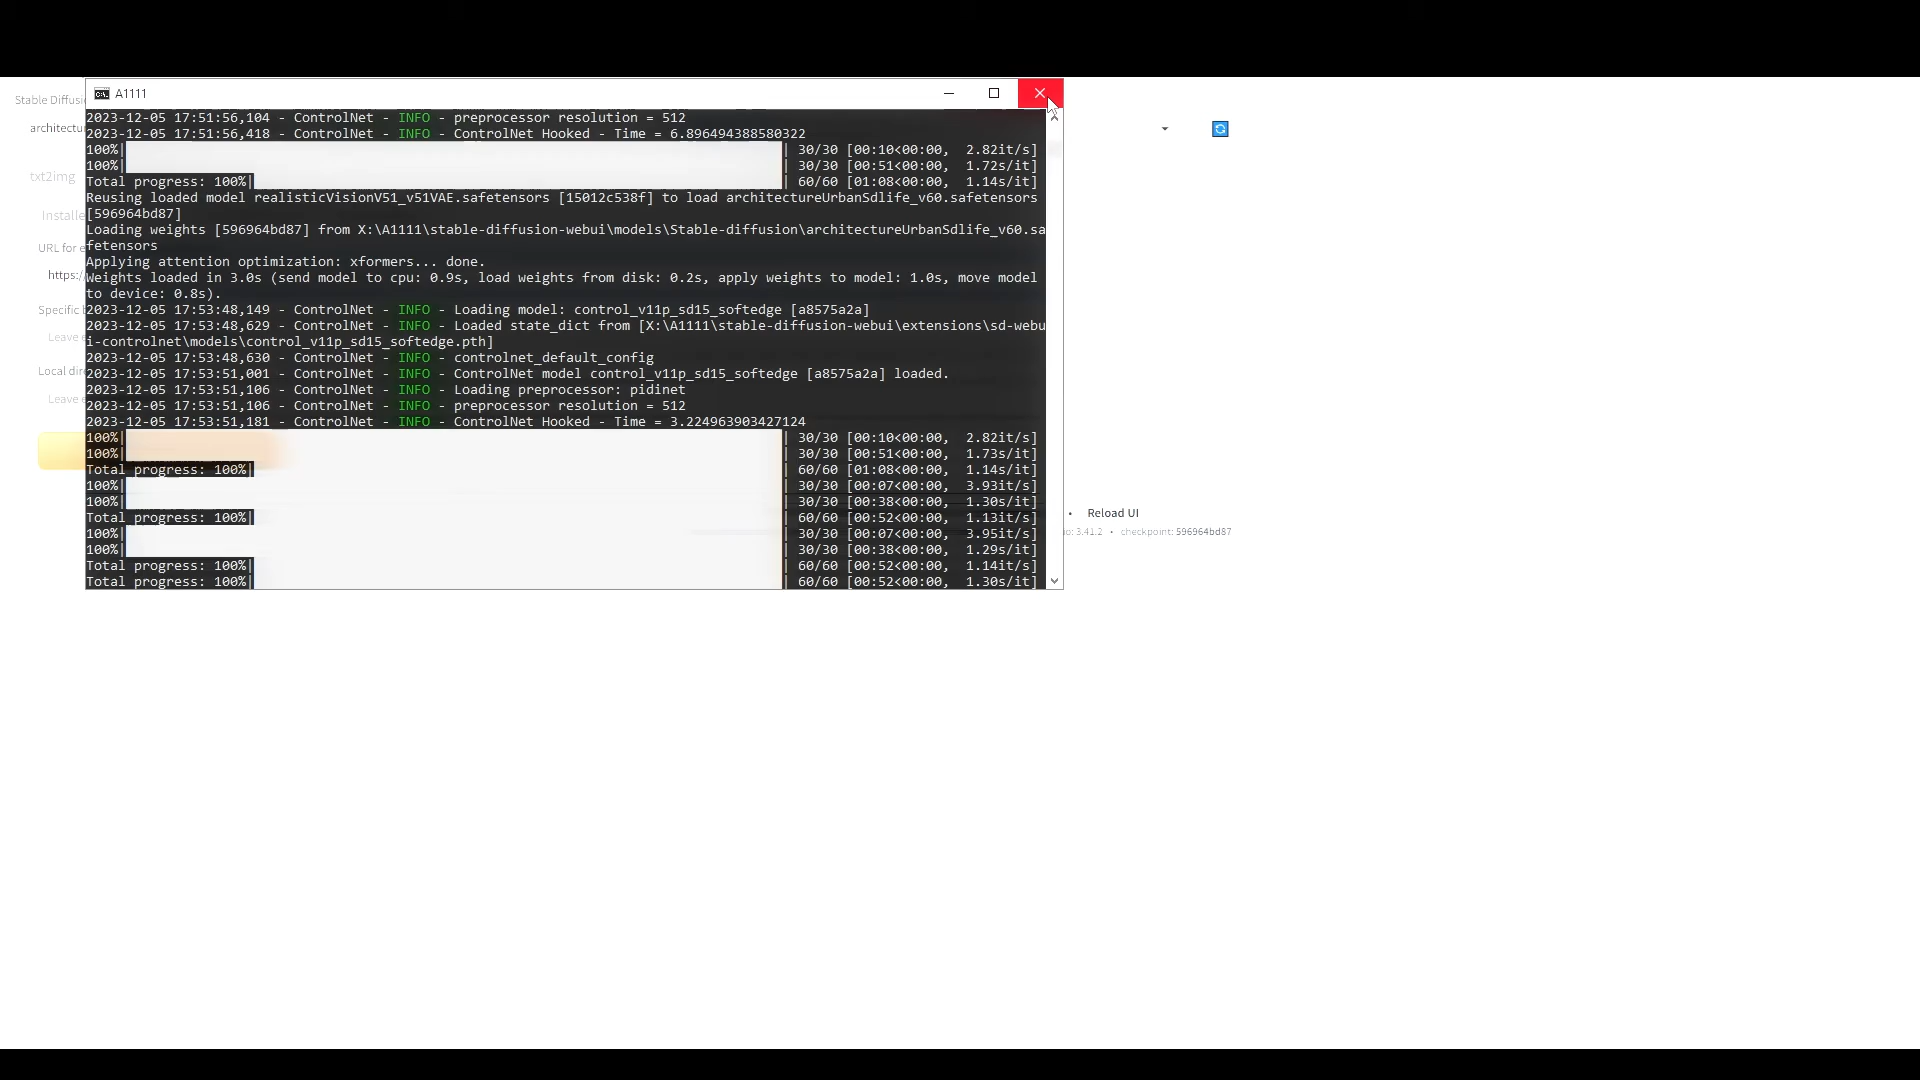 A1111
Stable Diffusi
architectu
txt2img
Installe
URL for e
https:/
Specific
Leave e
Local dir
Leave e
2023-12-05 17:51:56,104 - ControlNet - INFO - preprocessor resolution = 512
2023-12-05 17:51:56,418 - ControlNet - INFO - ControlNet Hooked - Time = 6.896494388580322
100%| | 30/30 [00:10<00:00, 2.82it/s]
100%| | 30/30 [00:51<00:00, 1.72s/it]
Total progress: 100%| | 60/60 [01:08<00:00, 1.14s/it]
Reusing loaded model realisticVisionV51_v51VAE.safetensors [15012c538f] to load architectureUrbanSdlife_v60.safetensors
[596964bd87]
Loading weights [596964bd87] from X:\A1111\stable-diffusion-webui\models\Stable-diffusion\architectureUrbanSdlife_v60.sa
fetensors
Applying attention optimization: xformers... done.
Weights loaded in 3.0s (send model to cpu: 0.9s, load weights from disk: 0.2s, apply weights to model: 1.0s, move model
to device: 0.8s).
2023-12-05 17:53:48,149 - ControlNet - INFO - Loading model: control_v11p_sd15_softedge [a8575a2a]
2023-12-05 17:53:48,629 - ControlNet - INFO - Loaded state_dict from [X:\A1111\stable-diffusion-webui\extensions\sd-webu
i-controlnet\models\control_v11p_sd15_softedge.pth]
2023-12-05 17:53:48,630 - ControlNet - INFO - controlnet_default_config
2023-12-05 17:53:51,001 - ControlNet - INFO - ControlNet model control_v11p_sd15_softedge [a8575a2a] loaded.
2023-12-05 17:53:51,106 - ControlNet - INFO - Loading preprocessor: pidinet
2023-12-05 17:53:51,106 - ControlNet - INFO - preprocessor resolution = 512
2023-12-05 17:53:51,181 - ControlNet - INFO - ControlNet Hooked - Time = 3.224963903427124
100%| | 30/30 [00:10<00:00, 2.82it/s]
100%| | 30/30 [00:51<00:00, 1.73s/it]
Total progress: 100%| | 60/60 [01:08<00:00, 1.14s/it]
100%| | 30/30 [00:07<00:00, 3.93it/s]
100%| | 30/30 [00:38<00:00, 1.30s/it]
Total progress: 100%| | 60/60 [00:52<00:00, 1.13it/s]
100%| | 30/30 [00:07<00:00, 3.95it/s]
100%| | 30/30 [00:38<00:00, 1.29s/it]
Total progress: 100%| | 60/60 [00:52<00:00, 1.14it/s]
Total progress: 100%| | 60/60 [00:52<00:00, 1.30s/it]
• Reload UI
io: 3.41.2 • checkpoint: 596964bd87